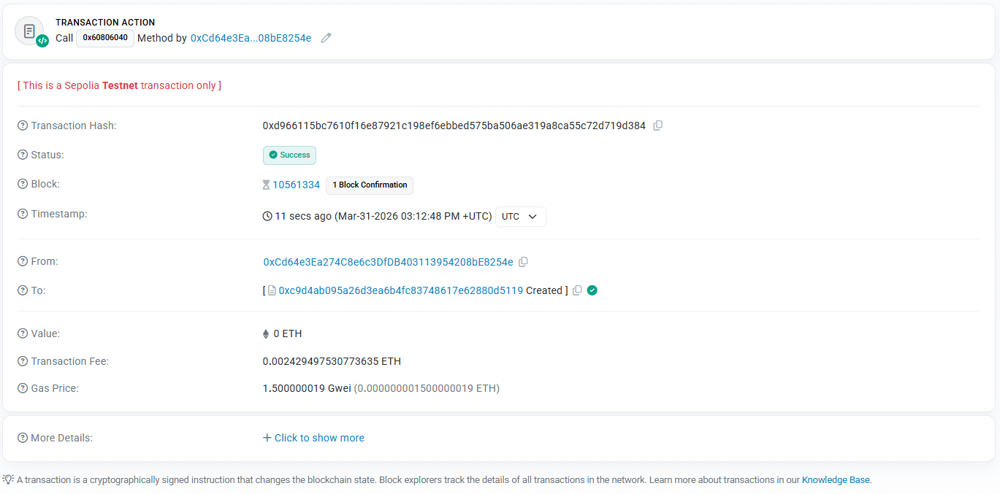 TRANSACTION ACTION
Call 0x60806040 Method by 0xCd64e3Ea...08bE8254e
[ This is a Sepolia Testnet transaction only ]
Transaction Hash: 0xd966115bc7610f16e87921c198ef6ebbed575ba506ae319a8ca55c72d719d384
Status: Success
Block: 10561334 1 Block Confirmation
Timestamp: 11 secs ago (Mar-31-2026 03:12:48 PM +UTC) UTC
From: 0xCd64e3Ea274C8e6c3DfDB403113954208bE8254e
To: [ 0xc9d4ab095a26d3ea6b4fc83748617e62880d5119 Created ]
Value: 0 ETH
Transaction Fee: 0.002429497530773635 ETH
Gas Price: 1.500000019 Gwei (0.000000001500000019 ETH)
More Details: + Click to show more
A transaction is a cryptographically signed instruction that changes the blockchain state. Block explorers track the details of all transactions in the network. Learn more about transactions in our Knowledge Base.